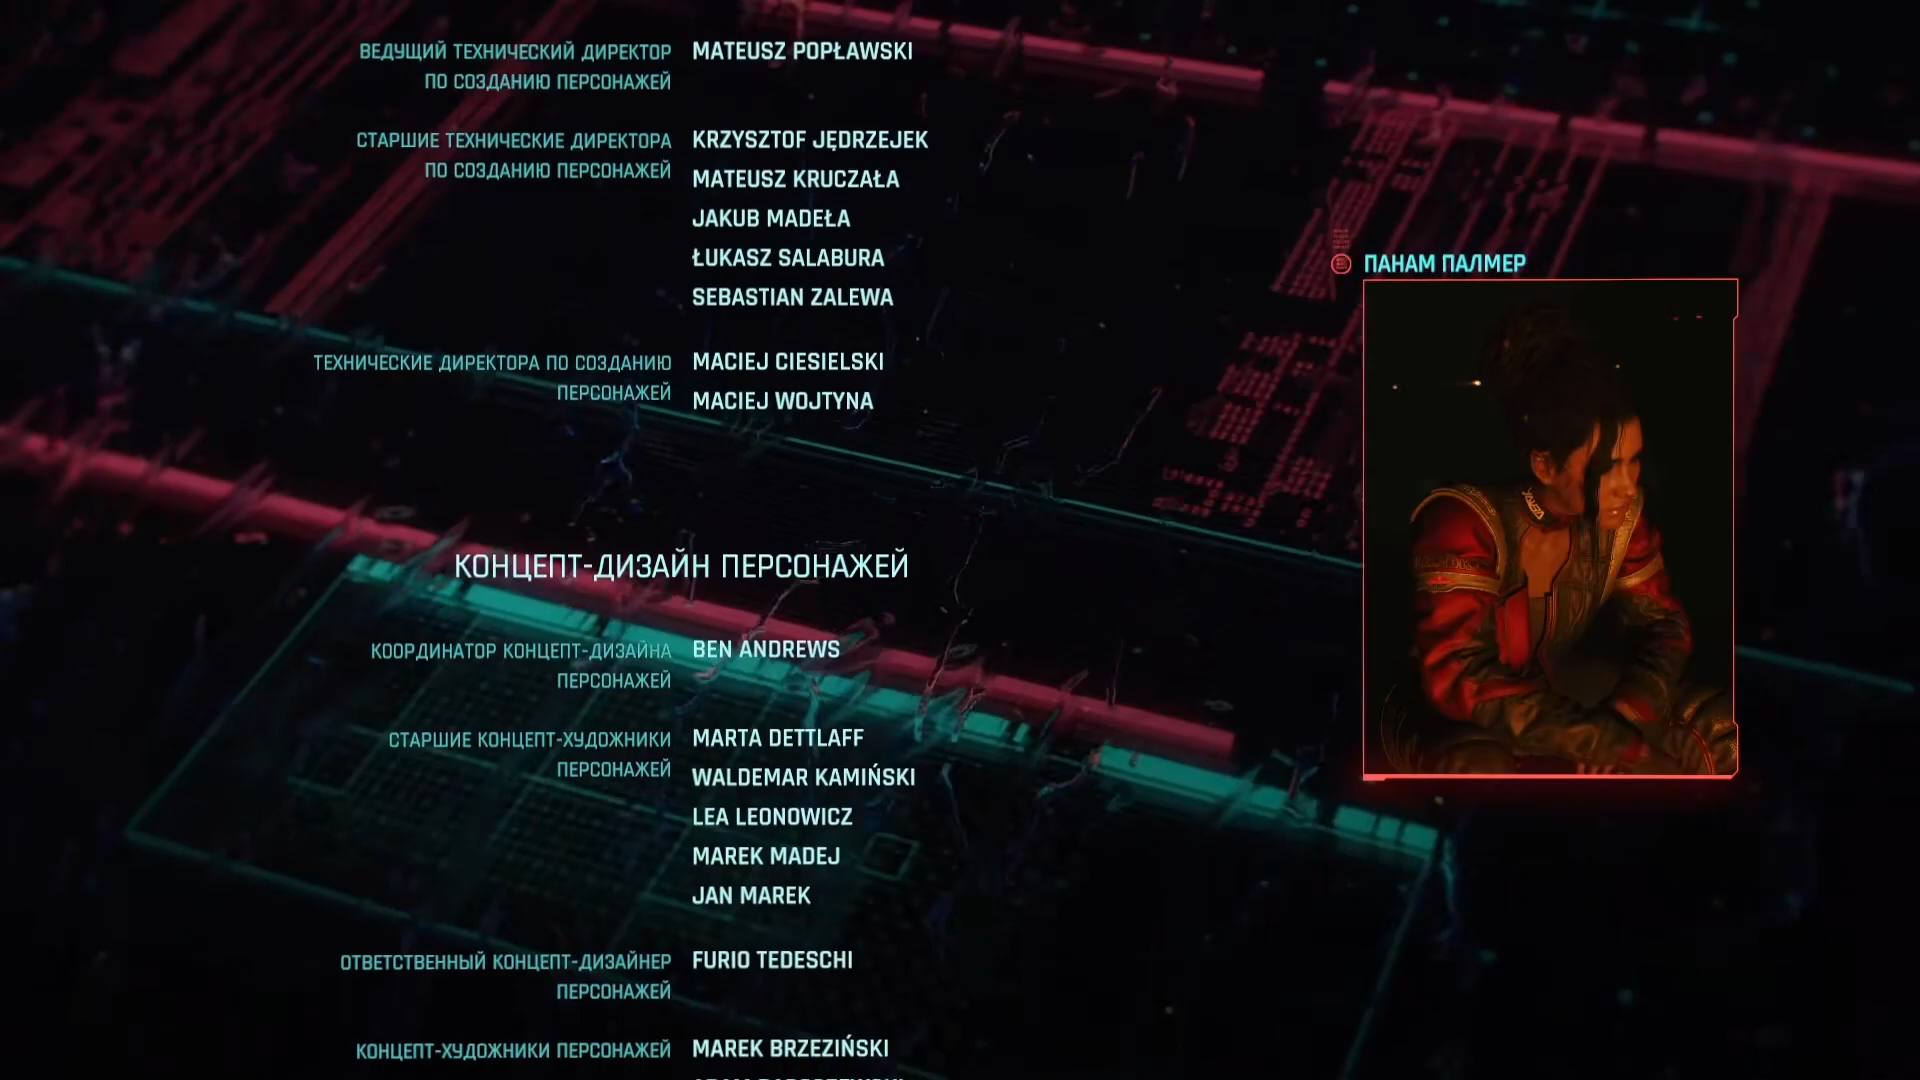 ВЕДУЩИЙ ТЕХНИЧЕСКИЙ ДИРЕКТОР
ПО СОЗДАНИЮ ПЕРСОНАЖЕЙ
MATEUSZ POPŁAWSKI
СТАРШИЕ ТЕХНИЧЕСКИЕ ДИРЕКТОРА
ПО СОЗДАНИЮ ПЕРСОНАЖЕЙ
KRZYSZTOF JĘDRZEJEK
MATEUSZ KRUCZAŁA
JAKUB MADEŁA
ŁUKASZ SALABURA
SEBASTIAN ZALEWA
ТЕХНИЧЕСКИЕ ДИРЕКТОРА ПО СОЗДАНИЮ
ПЕРСОНАЖЕЙ
MACIEJ CIESIELSKI
MACIEJ WOJTYNA
КОНЦЕПТ-ДИЗАЙН ПЕРСОНАЖЕЙ
КООРДИНАТОР КОНЦЕПТ-ДИЗАЙНА
ПЕРСОНАЖЕЙ
BEN ANDREWS
СТАРШИЕ КОНЦЕПТ-ХУДОЖНИКИ
ПЕРСОНАЖЕЙ
MARTA DETTLAFF
WALDEMAR KAMIŃSKI
LEA LEONOWICZ
MAREK MADEJ
JAN MAREK
ОТВЕТСТВЕННЫЙ КОНЦЕПТ-ДИЗАЙНЕР
ПЕРСОНАЖЕЙ
FURIO TEDESCHI
КОНЦЕПТ-ХУДОЖНИКИ ПЕРСОНАЖЕЙ
MAREK BRZEZIŃSKI
ПАНАМ ПАЛМЕР